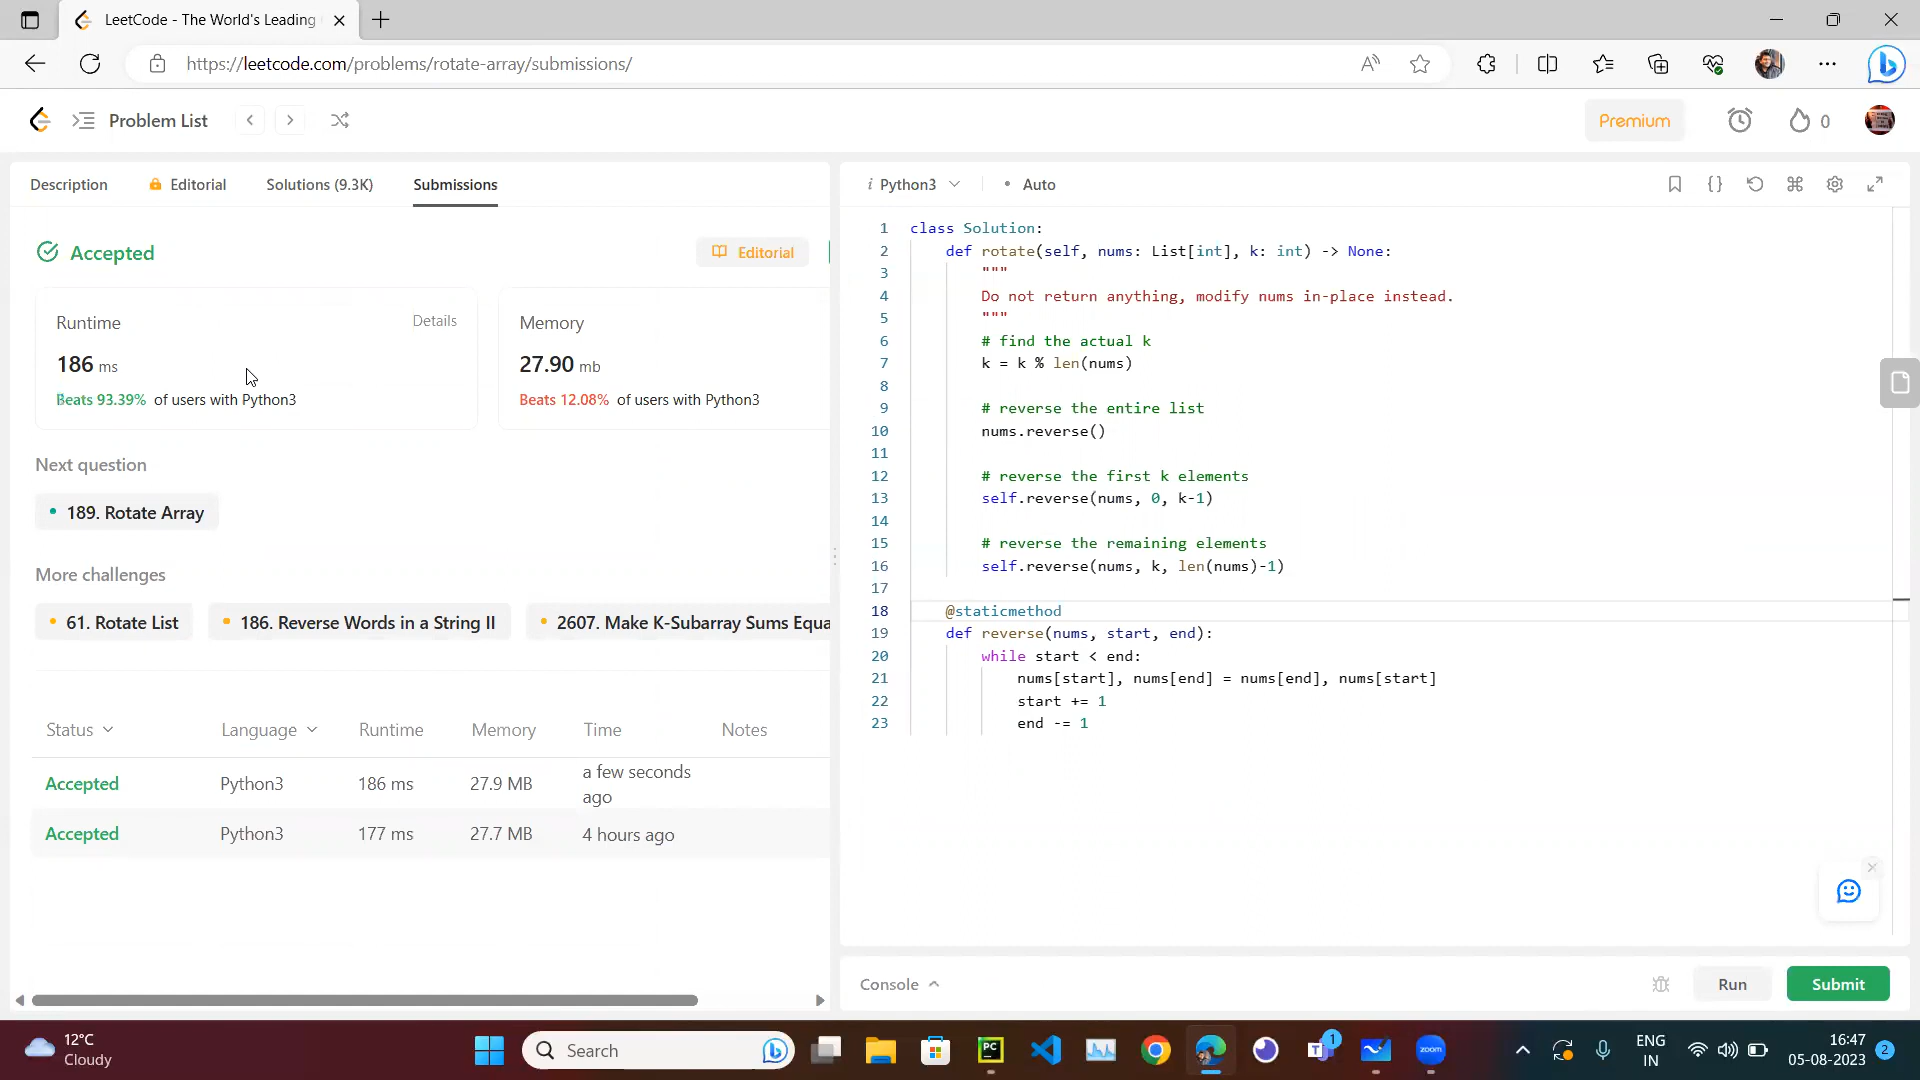 LeetCode - The World's Leading
https://leetcode.com/problems/rotate-array/submissions/
Problem List
Premium
0
Description
Editorial
Solutions (9.3K)
Submissions
Accepted
Editorial
Runtime
Details
186 ms
Beats 93.39% of users with Python3
Memory
27.90 mb
Beats 12.08% of users with Python3
Next question
189. Rotate Array
More challenges
61. Rotate List
186. Reverse Words in a String II
2607. Make K-Subarray Sums Equa
Status Language Runtime Memory Time Notes
Accepted Python3 186 ms 27.9 MB a few seconds
ago
Accepted Python3 177 ms 27.7 MB 4 hours ago
i Python3
• Auto
1 class Solution:
2 def rotate(self, nums: List[int], k: int) -> None:
3 """
4 Do not return anything, modify nums in-place instead.
5 """
6 # find the actual k
7 k = k % len(nums)
8
9 # reverse the entire list
10 nums.reverse()
11
12 # reverse the first k elements
13 self.reverse(nums, 0, k-1)
14
15 # reverse the remaining elements
16 self.reverse(nums, k, len(nums)-1)
17
18 @staticmethod
19 def reverse(nums, start, end):
20 while start < end:
21 nums[start], nums[end] = nums[end], nums[start]
22 start += 1
23 end -= 1
Console
Run
Submit
12°C
Cloudy
Search
PC
T
1
zoom
ENG
IN
16:47
05-08-2023
2